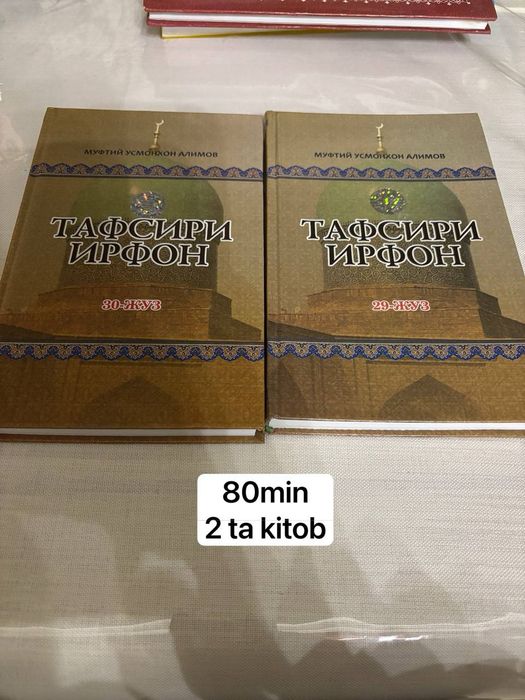 МУФТИЙ УСМОНХОН АЛИМОВ
ТАФСИРИ
ИРФОН
30-ЖУЗ
МУФТИЙ УСМОНХОН АЛИМОВ
ТАФСИРИ
ИРФОН
29-ЖУЗ
80min
2 ta kitob